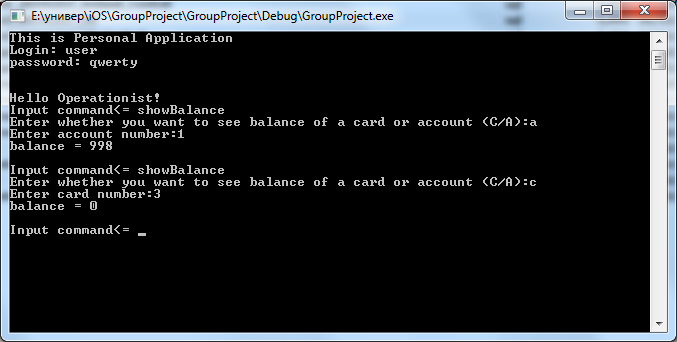 E:\универ\iOS\GroupProject\GroupProject\Debug\GroupProject.exe
This is Personal Application
Login: user
password: qwerty
Hello Operationist!
Input command<= showBalance
Enter whether you want to see balance of a card or account (C/A):a
Enter account number:1
balance = 998
Input command<= showBalance
Enter whether you want to see balance of a card or account (C/A):c
Enter card number:3
balance = 0
Input command<= _